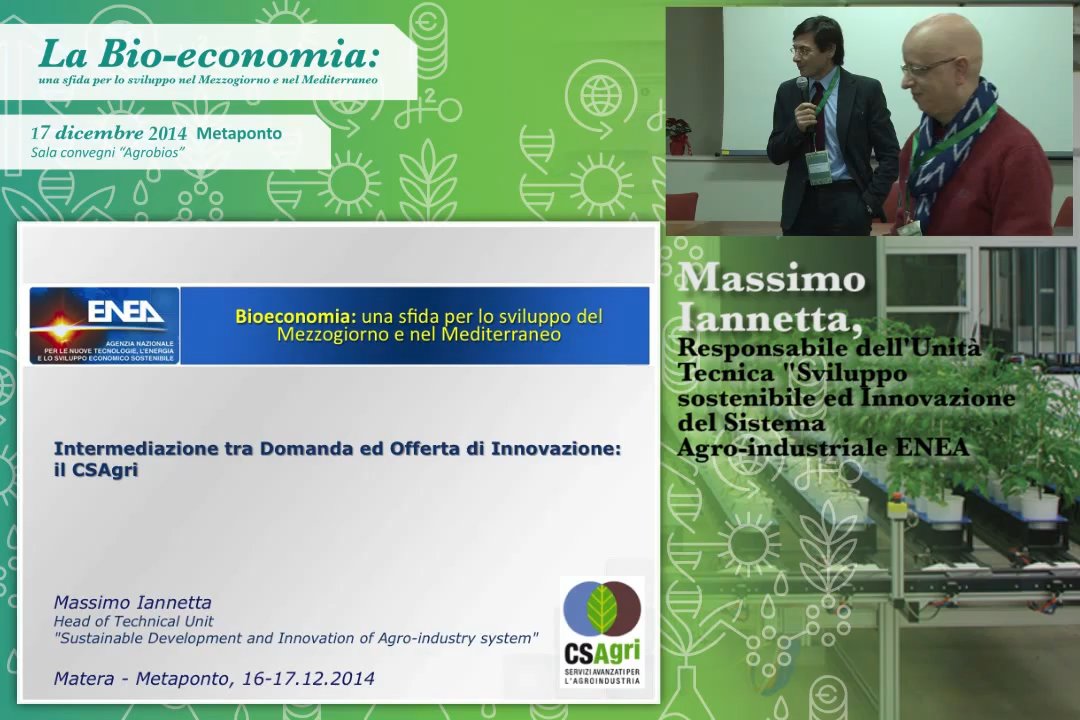 La Bio-economia:
una sfida per lo sviluppo nel Mezzogiorno e nel Mediterraneo
17 dicembre 2014 Metaponto
Sala convegni "Agrobios"
ENEA
AGENZIA NAZIONALE
PER LE NUOVE TECNOLOGIE, L'ENERGIA
E LO SVILUPPO ECONOMICO SOSTENIBILE
Bioeconomia: una sfida per lo sviluppo del
Mezzogiorno e nel Mediterraneo
Intermediazione tra Domanda ed Offerta di Innovazione:
il CSAgri
Massimo Iannetta
Head of Technical Unit
"Sustainable Development and Innovation of Agro-industry system"
Matera - Metaponto, 16-17.12.2014
CSAgri
SERVIZI AVANZATI PER
L'AGROINDUSTRIA
Massimo
Iannetta,
Responsabile dell'Unità
Tecnica "Sviluppo
sostenibile ed Innovazione
del Sistema
Agro-industriale ENEA